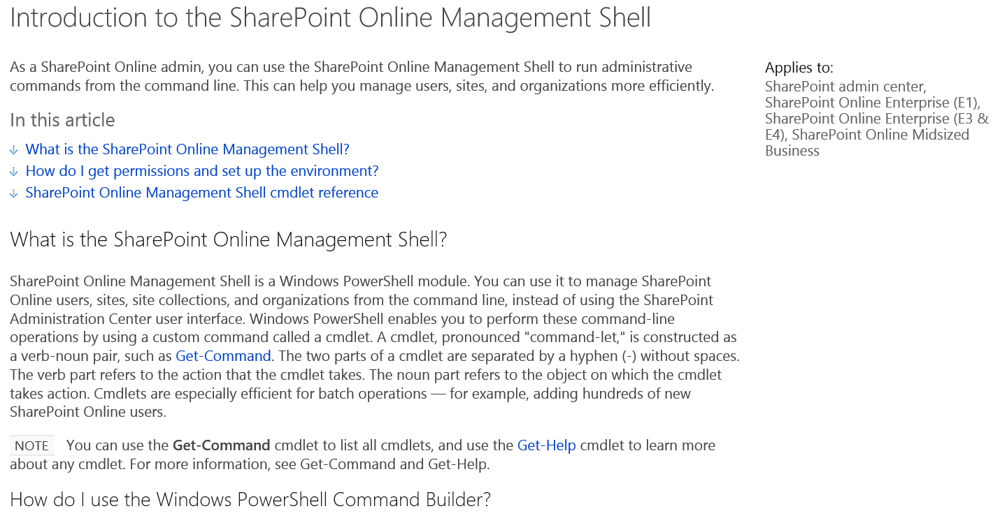 Introduction to the SharePoint Online Management Shell
As a SharePoint Online admin, you can use the SharePoint Online Management Shell to run administrative
commands from the command line. This can help you manage users, sites, and organizations more efficiently.
Applies to:
SharePoint admin center,
SharePoint Online Enterprise (E1),
SharePoint Online Enterprise (E3 &
E4), SharePoint Online Midsized
Business
In this article
What is the SharePoint Online Management Shell?
How do I get permissions and set up the environment?
SharePoint Online Management Shell cmdlet reference
What is the SharePoint Online Management Shell?
SharePoint Online Management Shell is a Windows PowerShell module. You can use it to manage SharePoint
Online users, sites, site collections, and organizations from the command line, instead of using the SharePoint
Administration Center user interface. Windows PowerShell enables you to perform these command-line
operations by using a custom command called a cmdlet. A cmdlet, pronounced "command-let," is constructed as
a verb-noun pair, such as Get-Command. The two parts of a cmdlet are separated by a hyphen (-) without spaces.
The verb part refers to the action that the cmdlet takes. The noun part refers to the object on which the cmdlet
takes action. Cmdlets are especially efficient for batch operations — for example, adding hundreds of new
SharePoint Online users.
NOTE You can use the Get-Command cmdlet to list all cmdlets, and use the Get-Help cmdlet to learn more
about any cmdlet. For more information, see Get-Command and Get-Help.
How do I use the Windows PowerShell Command Builder?